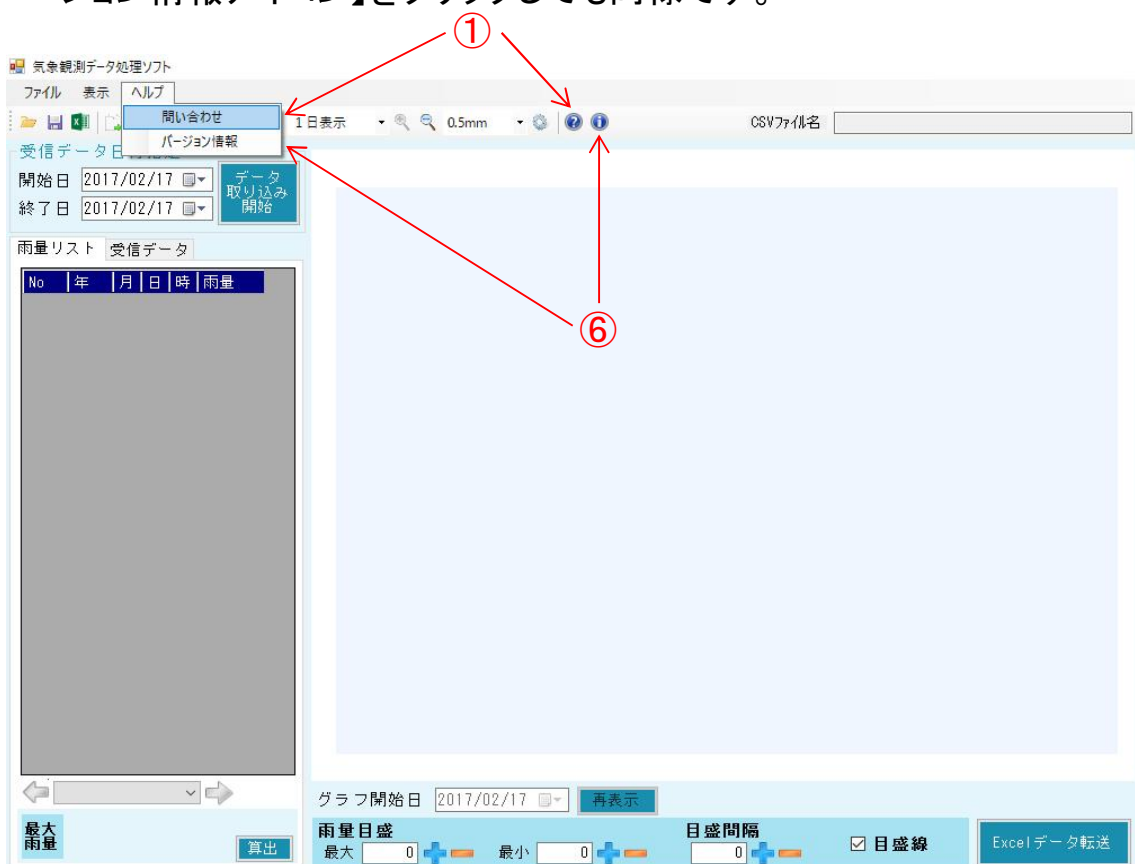 ①
気象観測データ処理ソフト
ファイル 表示 ヘルプ
問い合わせ
バージョン情報
1日表示 0.5mm CSVファイル名
受信データ日
開始日 2017/02/17
終了日 2017/02/17
データ
取り込み
開始
雨量リスト 受信データ
No 年 月 日 時 雨量
⑥
グラフ開始日 2017/02/17 再表示
最大
雨量
算出
雨量目盛
最大 0 最小 0
目盛間隔
0
目盛線
Excelデータ転送